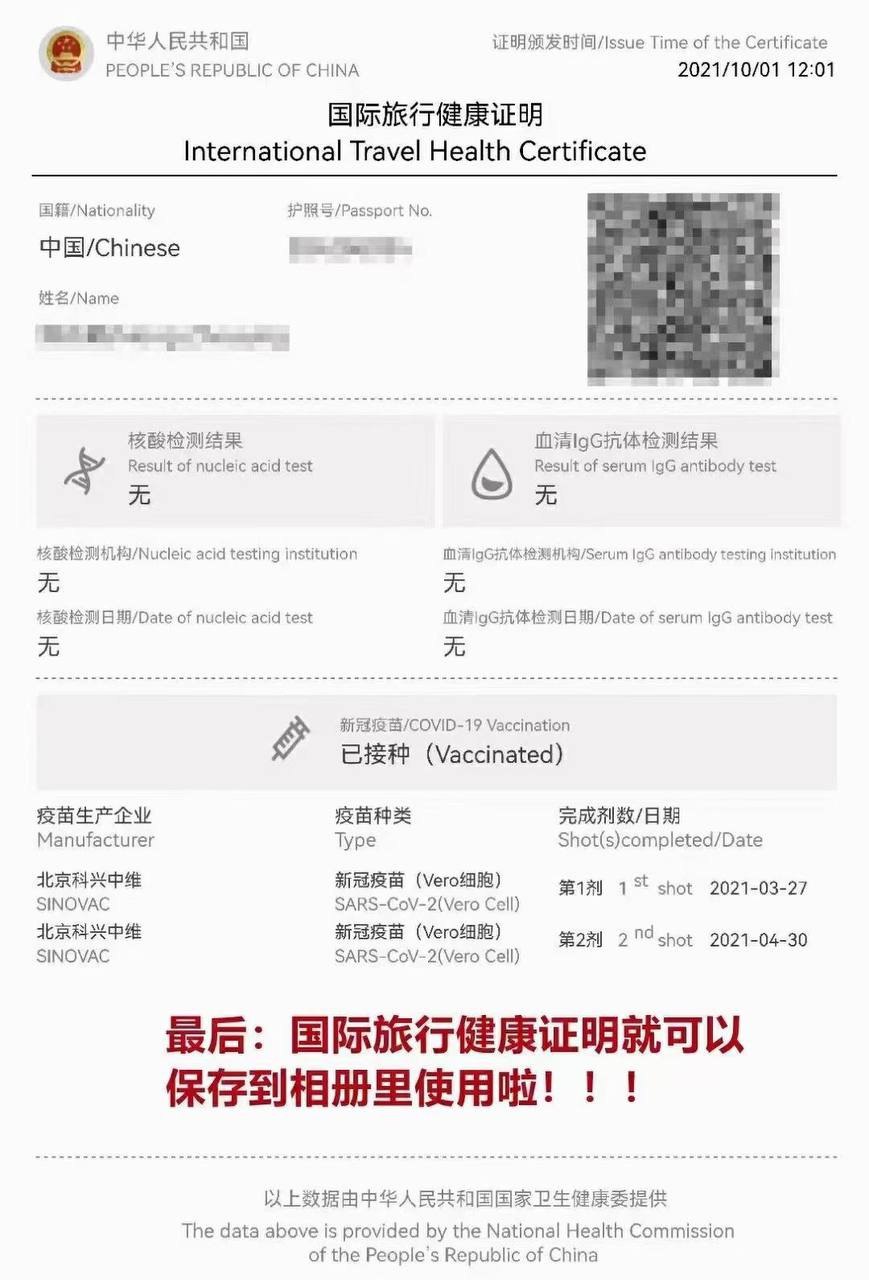 中华人民共和国
PEOPLE'S REPUBLIC OF CHINA
证明颁发时间/Issue Time of the Certificate
2021/10/01 12:01
国际旅行健康证明
International Travel Health Certificate
国籍/Nationality
护照号/Passport No.
中国/Chinese
姓名/Name
核酸检测结果
Result of nucleic acid test
无
血清IgG抗体检测结果
Result of serum IgG antibody test
无
核酸检测机构/Nucleic acid testing institution
无
血清IgG抗体检测机构/Serum IgG antibody testing institution
无
核酸检测日期/Date of nucleic acid test
无
血清IgG抗体检测日期/Date of serum IgG antibody test
无
新冠疫苗/COVID-19 Vaccination
已接种（Vaccinated）
疫苗生产企业
Manufacturer
疫苗种类
Type
完成剂数/日期
Shot(s)completed/Date
北京科兴中维
SINOVAC
新冠疫苗（Vero细胞）
SARS-CoV-2(Vero Cell)
第1剂 1 st shot 2021-03-27
北京科兴中维
SINOVAC
新冠疫苗（Vero细胞）
SARS-CoV-2(Vero Cell)
第2剂 2 nd shot 2021-04-30
最后：国际旅行健康证明就可以
保存到相册里使用啦！！！
以上数据由中华人民共和国国家卫生健康委提供
The data above is provided by the National Health Commission
of the People's Republic of China